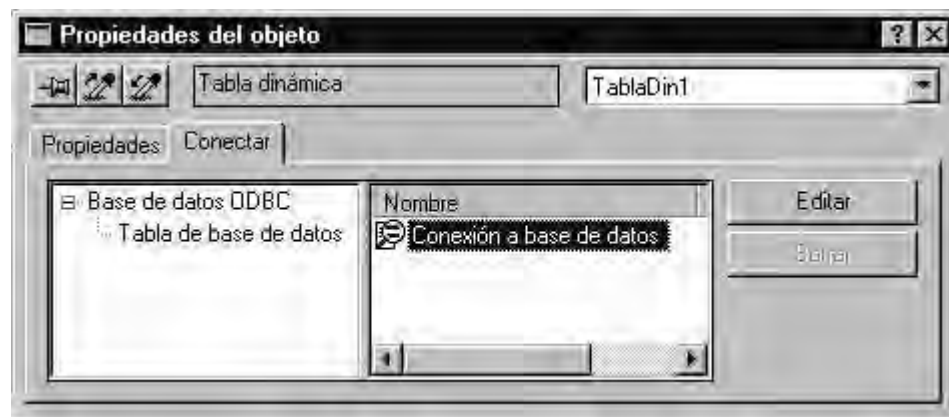 Propiedades del objeto
Tabla dinámica TablaDin1
Propiedades Conectar
Base de datos ODBC
Tabla de base de datos
Nombre
Conexión a base de datos
Editar